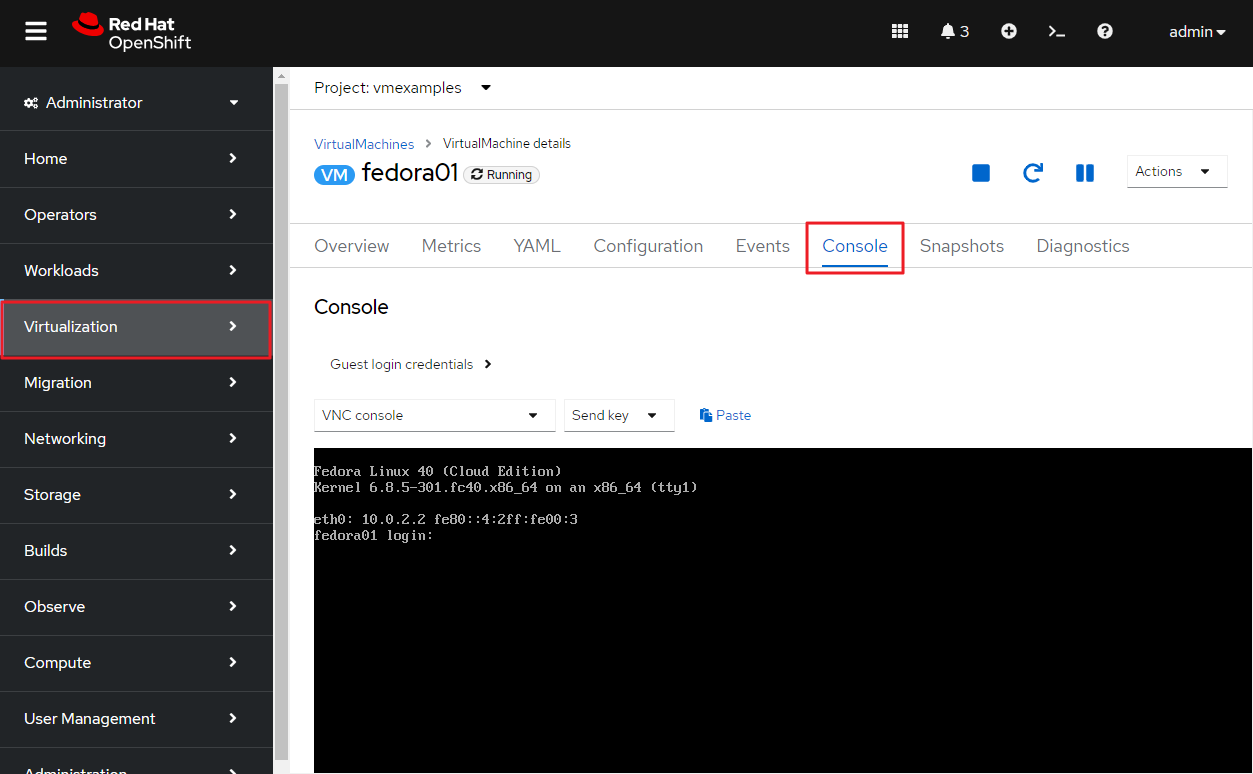 Red Hat
OpenShift
3
admin
Administrator
Home
Operators
Workloads
Virtualization
Migration
Networking
Storage
Builds
Observe
Compute
User Management
Administration
Project: vmexamples
VirtualMachines > VirtualMachine details
VM fedora01 Running
Actions
Overview Metrics YAML Configuration Events Console Snapshots Diagnostics
Console
Guest login credentials
VNC console Send key Paste
Fedora Linux 40 (Cloud Edition)
Kernel 6.8.5-301.fc40.x86_64 on an x86_64 (tty1)
eth0: 10.0.2.2 fe80::4:2ff:fe00:3
fedora01 login: